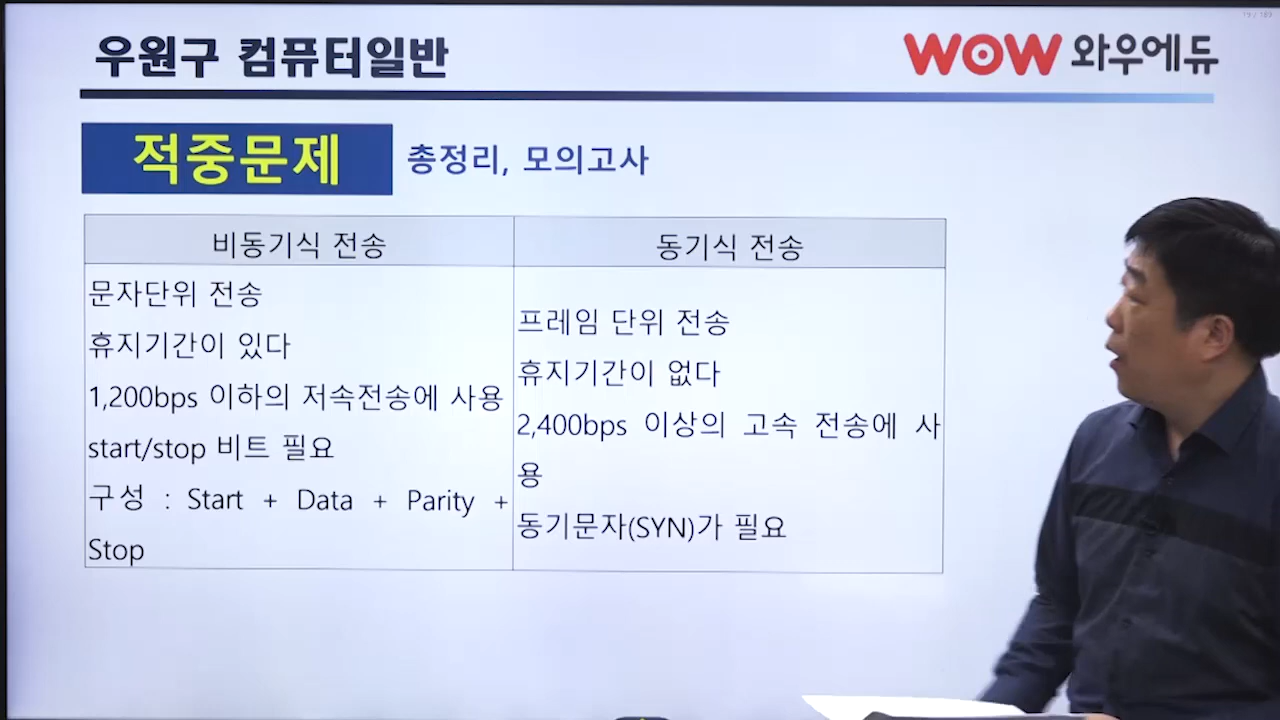 19 / 169
우원구 컴퓨터일반
WOW 와우에듀
적중문제 총정리, 모의고사
비동기식 전송
문자단위 전송
휴지기간이 있다
1,200bps 이하의 저속전송에 사용
start/stop 비트 필요
구성 : Start + Data + Parity +
Stop
동기식 전송
프레임 단위 전송
휴지기간이 없다
2,400bps 이상의 고속 전송에 사
용
동기문자(SYN)가 필요